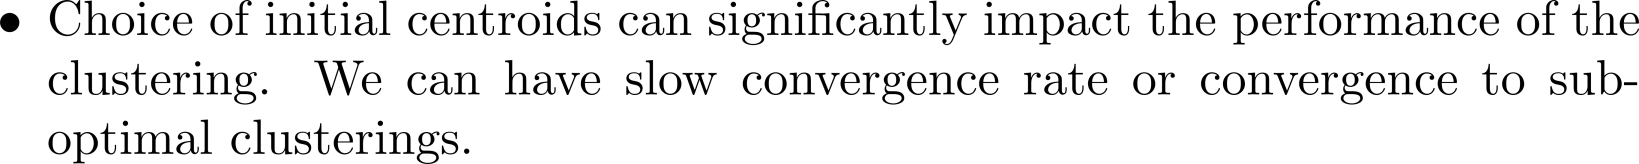 • Choice of initial centroids can significantly impact the performance of the
clustering. We can have slow convergence rate or convergence to sub-
optimal clusterings.